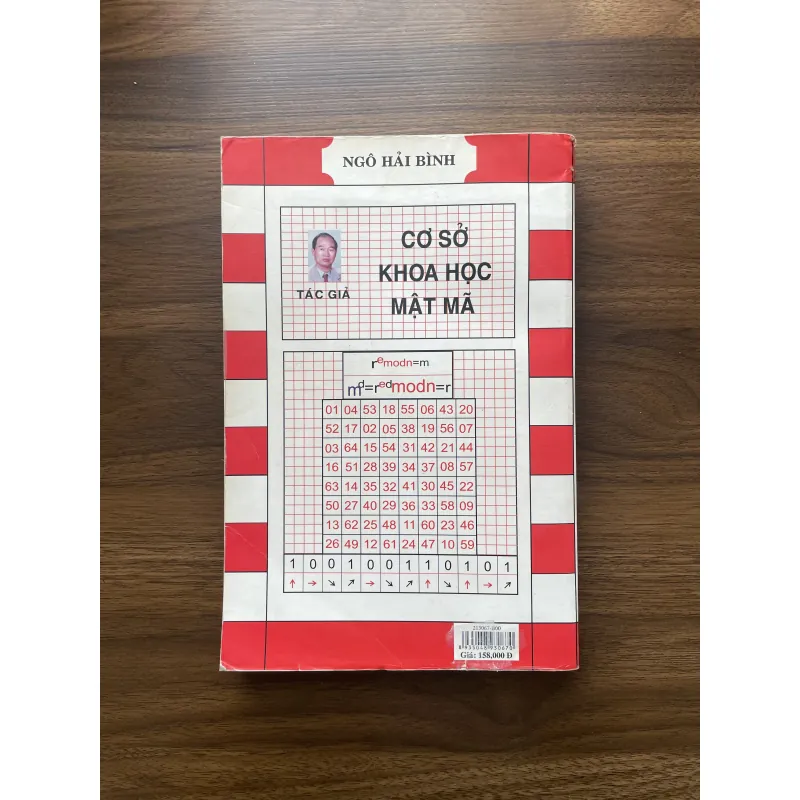 NGÔ HẢI BÌNH
CƠ SỞ
KHOA HỌC
MẬT MÃ
TÁC GIẢ
rᵉmodn=m
mᵈ=rᵉᵈmodn=r
01 04 53 18 55 06 43 20
52 17 02 05 38 19 56 07
03 64 15 54 31 42 21 44
16 51 28 39 34 37 08 57
63 14 35 32 41 30 45 22
50 27 40 29 36 33 58 09
13 62 25 48 11 60 23 46
26 49 12 61 24 47 10 59
1 0 0 1 0 0 1 1 0 1 0 1
↑ → ↘ ↗ → ↘ ↗ ↑ ↘ ↑ → ↗
Giá: 158,000 Đ